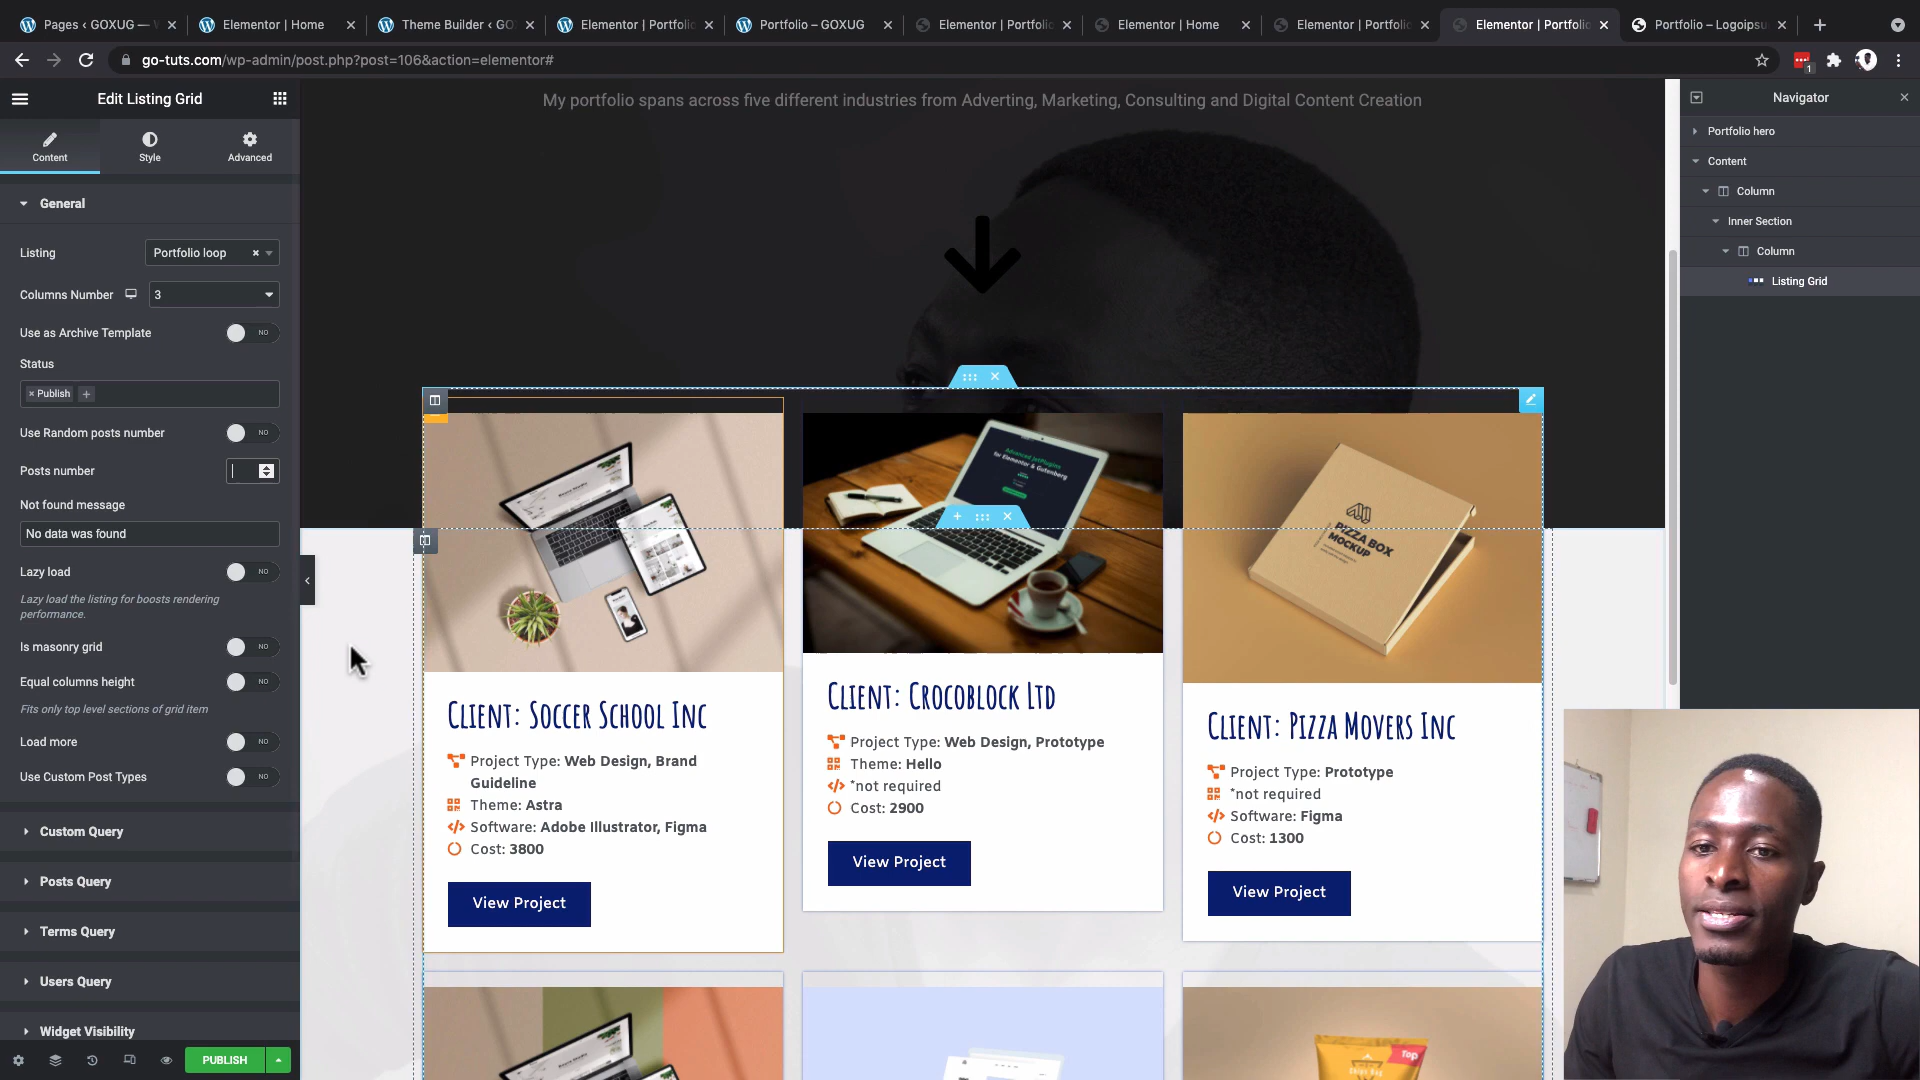 Pages ‹ GOXUG —
Elementor | Home
Theme Builder ‹ GO
Elementor | Portfolio
Portfolio – GOXUG
Elementor | Portfolio
Elementor | Home
Elementor | Portfolio
Elementor | Portfolio
Portfolio – Logoipsu
go-tuts.com/wp-admin/post.php?post=106&action=elementor#
1
Edit Listing Grid
Content
Style
Advanced
General
Listing
Portfolio loop
Columns Number
3
Use as Archive Template
NO
Status
Publish
Use Random posts number
NO
Posts number
Not found message
No data was found
Lazy load
NO
Lazy load the listing for boosts rendering
performance.
Is masonry grid
NO
Equal columns height
NO
Fits only top level sections of grid item
Load more
NO
Use Custom Post Types
NO
Custom Query
Posts Query
Terms Query
Users Query
Widget Visibility
PUBLISH
My portfolio spans across five different industries from Adverting, Marketing, Consulting and Digital Content Creation
Advanced JetPlugins
for Elementor & Gutenberg
PIZZA BOX
MOCKUP
Client: Soccer School Inc
Project Type: Web Design, Brand
Guideline
Theme: Astra
Software: Adobe Illustrator, Figma
Cost: 3800
View Project
Client: Crocoblock Ltd
Project Type: Web Design, Prototype
Theme: Hello
*not required
Cost: 2900
View Project
Client: Pizza Movers Inc
Project Type: Prototype
*not required
Software: Figma
Cost: 1300
View Project
Top
Navigator
Portfolio hero
Content
Column
Inner Section
Column
Listing Grid